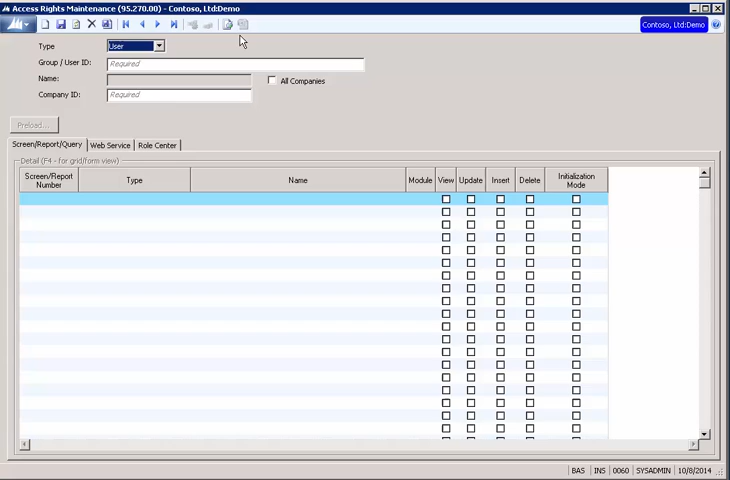 Access Rights Maintenance (95.270.00) - Contoso, Ltd:Demo
Contoso, Ltd:Demo
Type
User
Group / User ID:
Required
Name:
All Companies
Company ID:
Required
Preload...
Screen/Report/Query
Web Service
Role Center
Detail (F4 - for grid/form view)
Screen/Report
Number
Type
Name
Module
View
Update
Insert
Delete
Initialization
Mode
BAS
INS
0060
SYSADMIN
10/8/2014